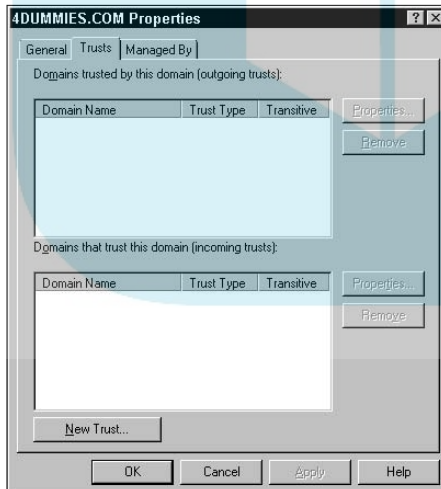 4DUMMIES.COM Properties
General Trusts Managed By
Domains trusted by this domain (outgoing trusts):
Domain Name Trust Type Transitive
Properties...
Remove
Domains that trust this domain (incoming trusts):
Domain Name Trust Type Transitive
Properties...
Remove
New Trust...
OK Cancel Apply Help